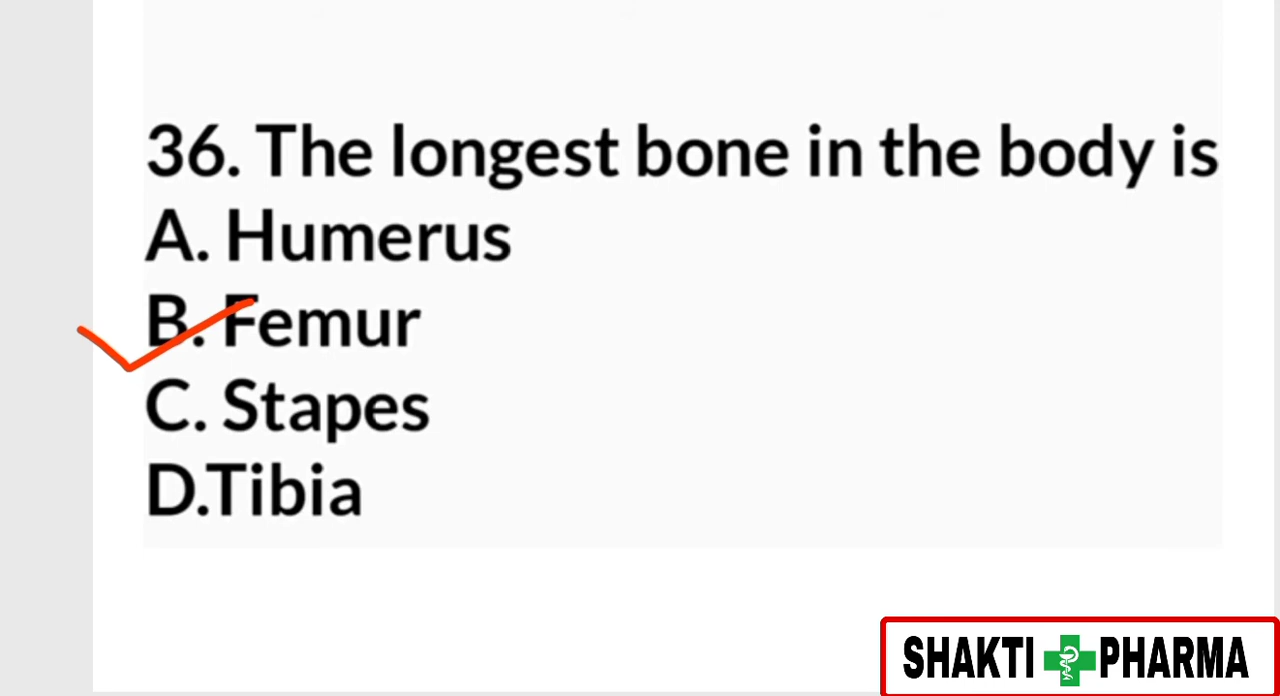 36. The longest bone in the body is
A. Humerus
B. Femur
C. Stapes
D.Tibia
SHAKTI PHARMA